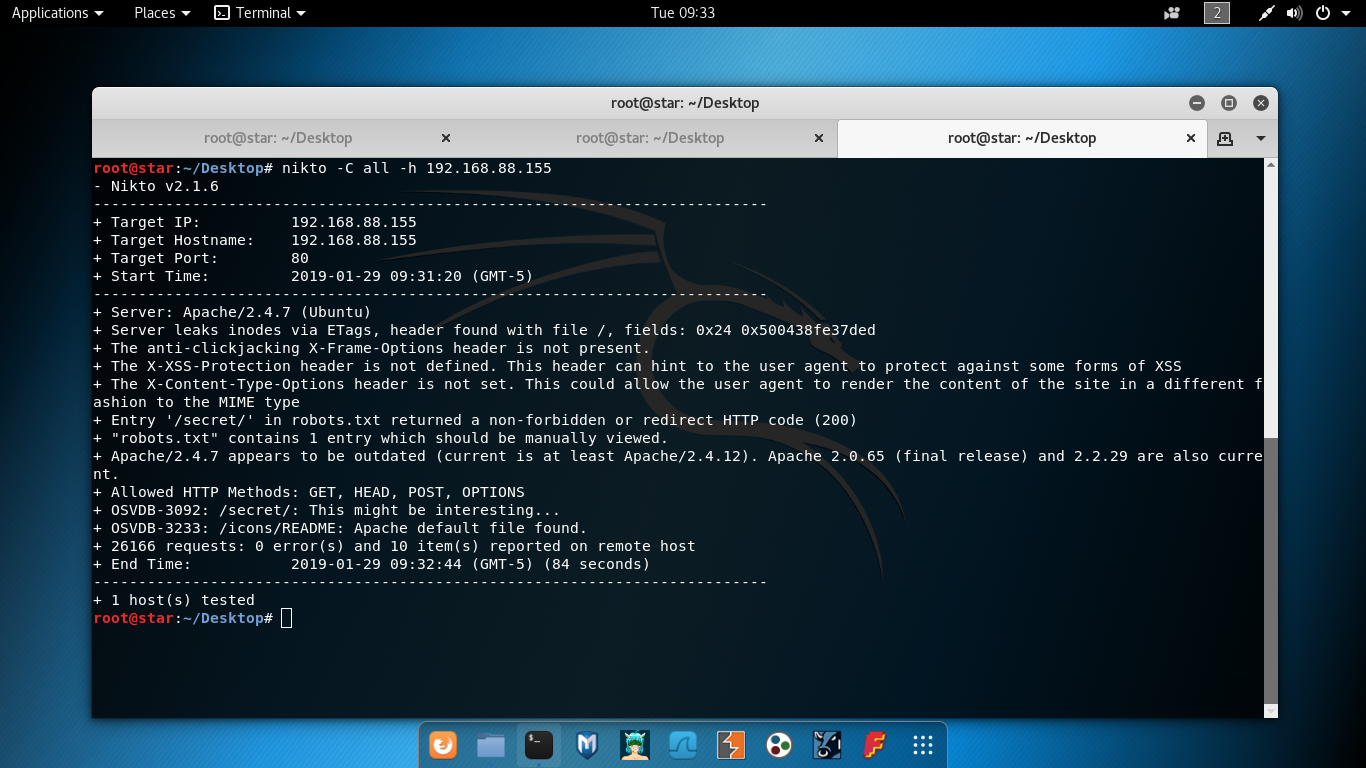 Applications Places Terminal Tue 09:33 2
root@star: ~/Desktop
root@star: ~/Desktop root@star: ~/Desktop root@star: ~/Desktop
root@star:~/Desktop# nikto -C all -h 192.168.88.155
- Nikto v2.1.6
---------------------------------------------------------------------------
+ Target IP:          192.168.88.155
+ Target Hostname:    192.168.88.155
+ Target Port:        80
+ Start Time:         2019-01-29 09:31:20 (GMT-5)
---------------------------------------------------------------------------
+ Server: Apache/2.4.7 (Ubuntu)
+ Server leaks inodes via ETags, header found with file /, fields: 0x24 0x500438fe37ded
+ The anti-clickjacking X-Frame-Options header is not present.
+ The X-XSS-Protection header is not defined. This header can hint to the user agent to protect against some forms of XSS
+ The X-Content-Type-Options header is not set. This could allow the user agent to render the content of the site in a different f
ashion to the MIME type
+ Entry '/secret/' in robots.txt returned a non-forbidden or redirect HTTP code (200)
+ "robots.txt" contains 1 entry which should be manually viewed.
+ Apache/2.4.7 appears to be outdated (current is at least Apache/2.4.12). Apache 2.0.65 (final release) and 2.2.29 are also curre
nt.
+ Allowed HTTP Methods: GET, HEAD, POST, OPTIONS
+ OSVDB-3092: /secret/: This might be interesting...
+ OSVDB-3233: /icons/README: Apache default file found.
+ 26166 requests: 0 error(s) and 10 item(s) reported on remote host
+ End Time:           2019-01-29 09:32:44 (GMT-5) (84 seconds)
---------------------------------------------------------------------------
+ 1 host(s) tested
root@star:~/Desktop#